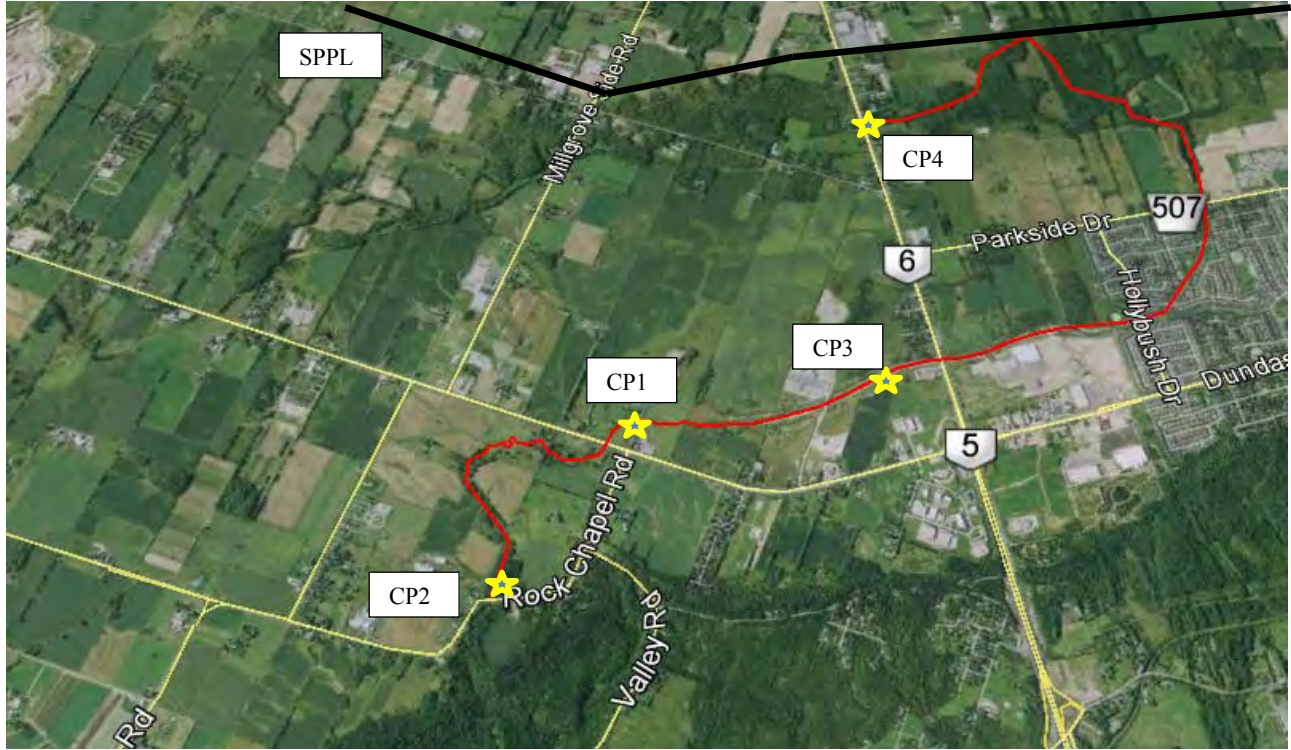 SPPL
Millgrove Side Rd
CP4
507
Parkside Dr
6
Hollybush Dr
CP3
CP1
Dundas
5
Rock Chapel Rd
CP2
Valley Rd
Rd